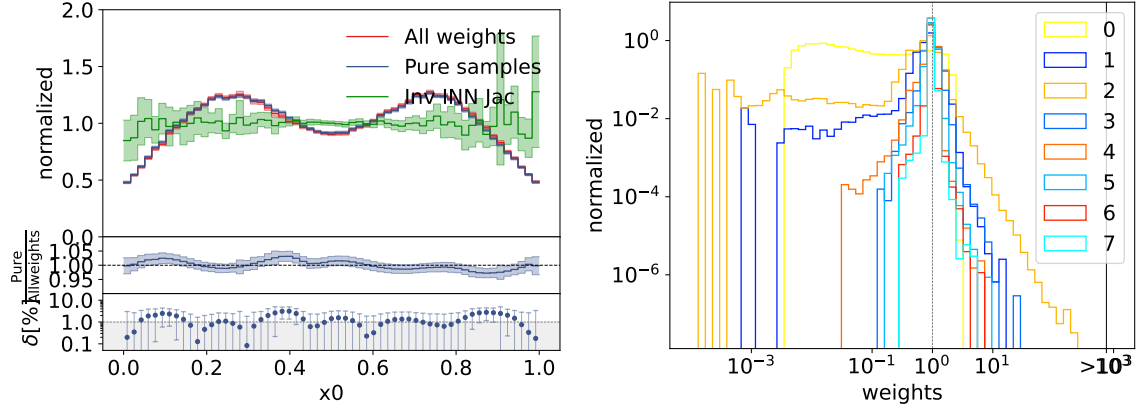 2.0
1.5
1.0
0.5
0.0
normalized
All weights
Pure samples
Inv INN Jac
1.05
1.00
0.95
Pure
Allweights
10.0
1.0
0.1
δ[%]
0.0 0.2 0.4 0.6 0.8 1.0
x0
10⁰
10⁻²
10⁻⁴
10⁻⁶
normalized
0
1
2
3
4
5
6
7
10⁻³ 10⁻¹ 10⁰ 10¹ >10³
weights